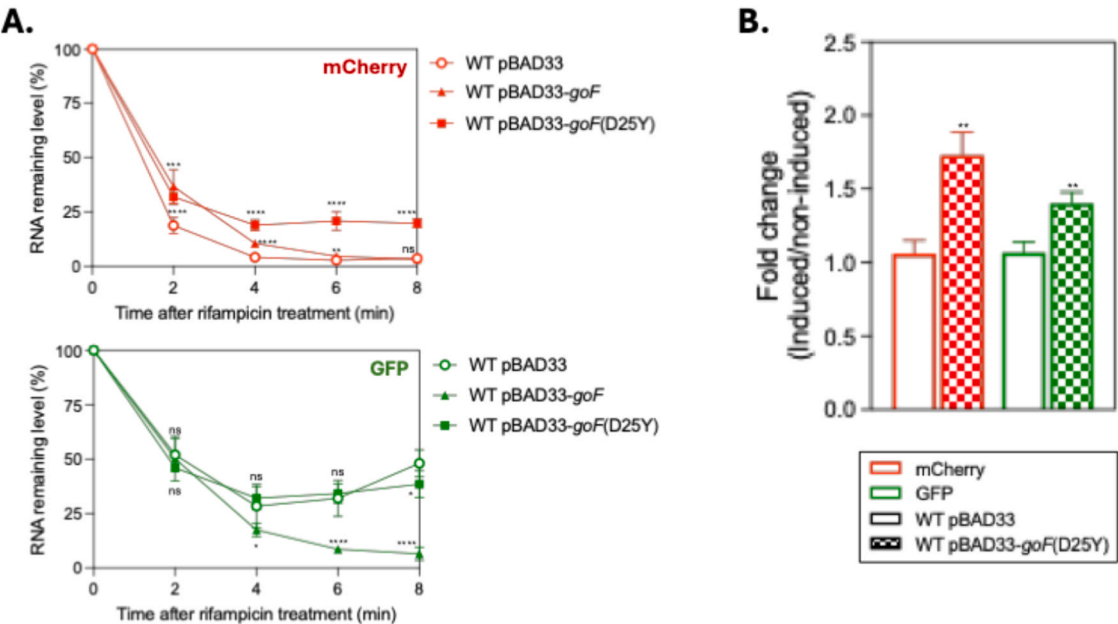 A.
100
75
50
25
0
RNA remaining level (%)
mCherry
***
****
****
****
****
**
****
ns
0 2 4 6 8
Time after rifampicin treatment (min)
WT pBAD33
WT pBAD33-goF
WT pBAD33-goF(D25Y)
100
75
50
25
0
RNA remaining level (%)
GFP
ns
ns
ns
*
ns
****
*
****
0 2 4 6 8
Time after rifampicin treatment (min)
WT pBAD33
WT pBAD33-goF
WT pBAD33-goF(D25Y)
B.
2.5
2.0
1.5
1.0
0.5
0.0
Fold change
(Induced/non-induced)
**
**
mCherry
GFP
WT pBAD33
WT pBAD33-goF(D25Y)